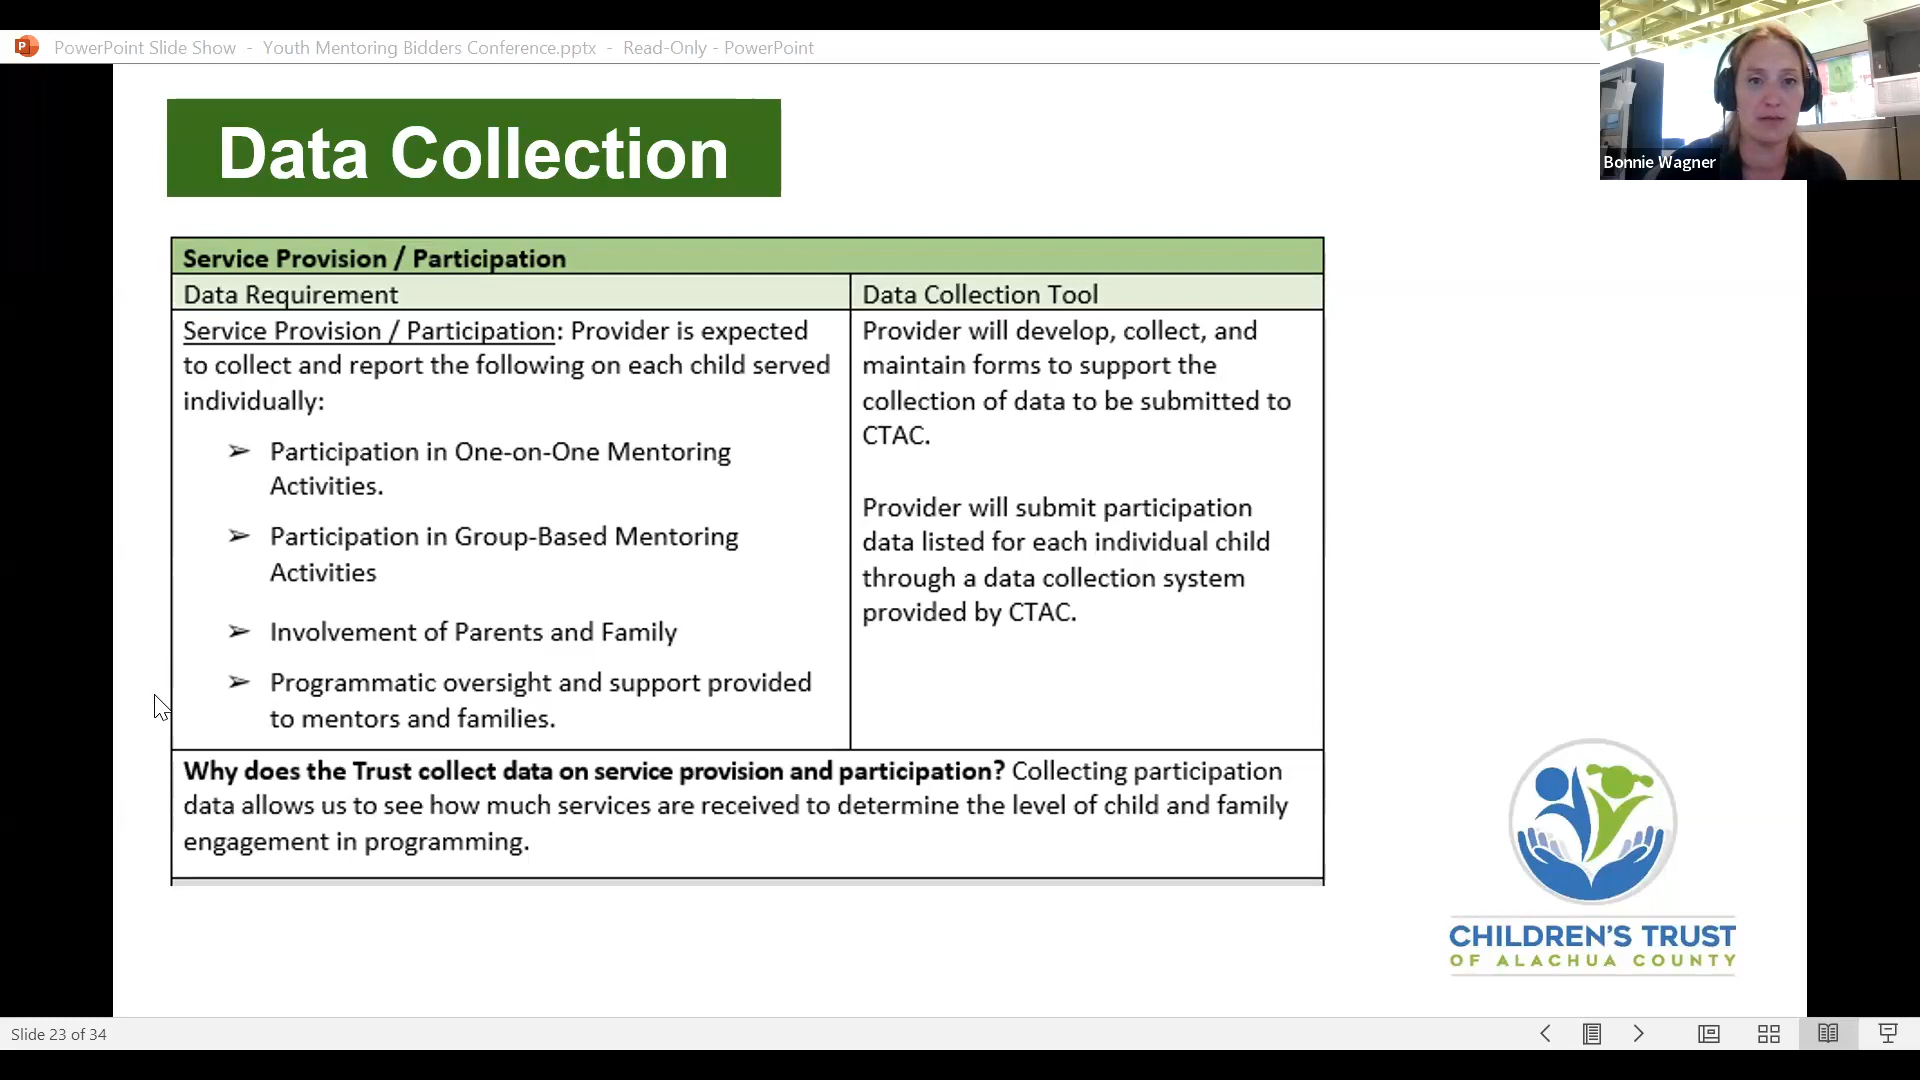 PowerPoint Slide Show - Youth Mentoring Bidders Conference.pptx - Read-Only - PowerPoint
Bonnie Wagner
Data Collection
Service Provision / Participation
Data Requirement
Data Collection Tool
Service Provision / Participation: Provider is expected
to collect and report the following on each child served
individually:
➢ Participation in One-on-One Mentoring
Activities.
➢ Participation in Group-Based Mentoring
Activities
➢ Involvement of Parents and Family
➢ Programmatic oversight and support provided
to mentors and families.
Provider will develop, collect, and
maintain forms to support the
collection of data to be submitted to
CTAC.
Provider will submit participation
data listed for each individual child
through a data collection system
provided by CTAC.
Why does the Trust collect data on service provision and participation? Collecting participation
data allows us to see how much services are received to determine the level of child and family
engagement in programming.
CHILDREN'S TRUST
OF ALACHUA COUNTY
Slide 23 of 34